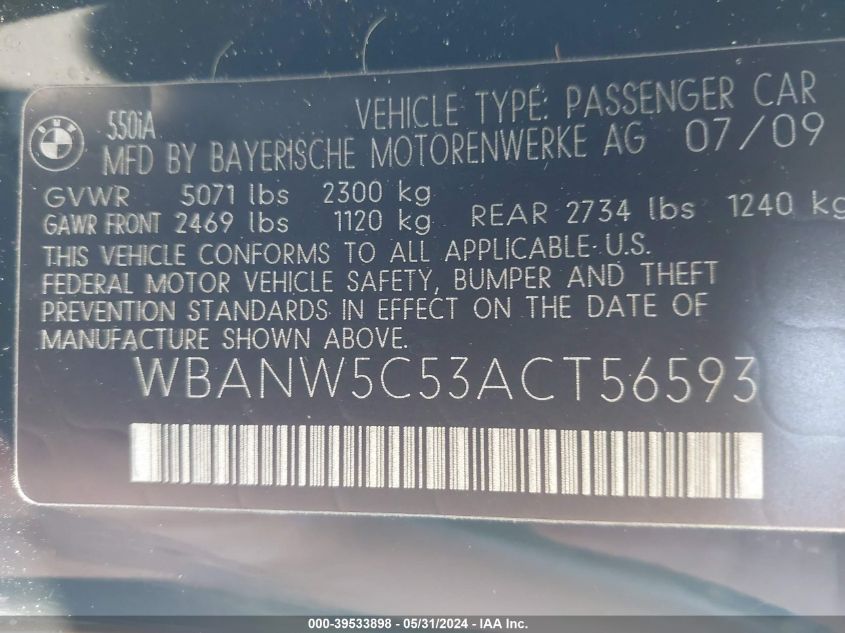 BMW
550iA VEHICLE TYPE: PASSENGER CAR
MFD BY BAYERISCHE MOTORENWERKE AG 07/09
GVWR 5071 lbs 2300 kg
GAWR FRONT 2469 lbs 1120 kg REAR 2734 lbs 1240 kg
THIS VEHICLE CONFORMS TO ALL APPLICABLE U.S.
FEDERAL MOTOR VEHICLE SAFETY, BUMPER AND THEFT
PREVENTION STANDARDS IN EFFECT ON THE DATE OF
MANUFACTURE SHOWN ABOVE.
WBANW5C53ACT56593
000-39533898 - 05/31/2024 - IAA Inc.